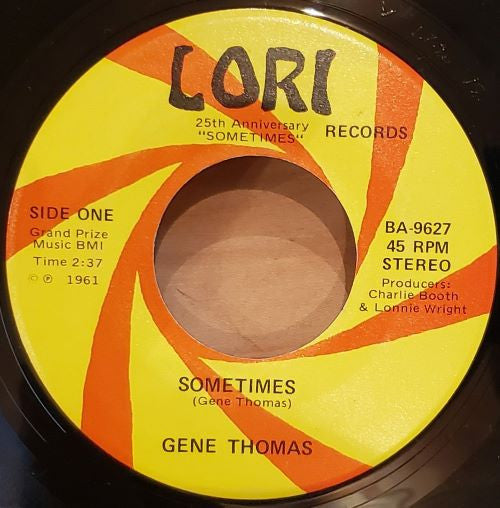 LORI
25th Anniversary
"SOMETIMES"
RECORDS
SIDE ONE
Grand Prize
Music BMI
Time 2:37
© ℗ 1961
BA-9627
45 RPM
STEREO
Producers:
Charlie Booth
& Lonnie Wright
SOMETIMES
(Gene Thomas)
GENE THOMAS